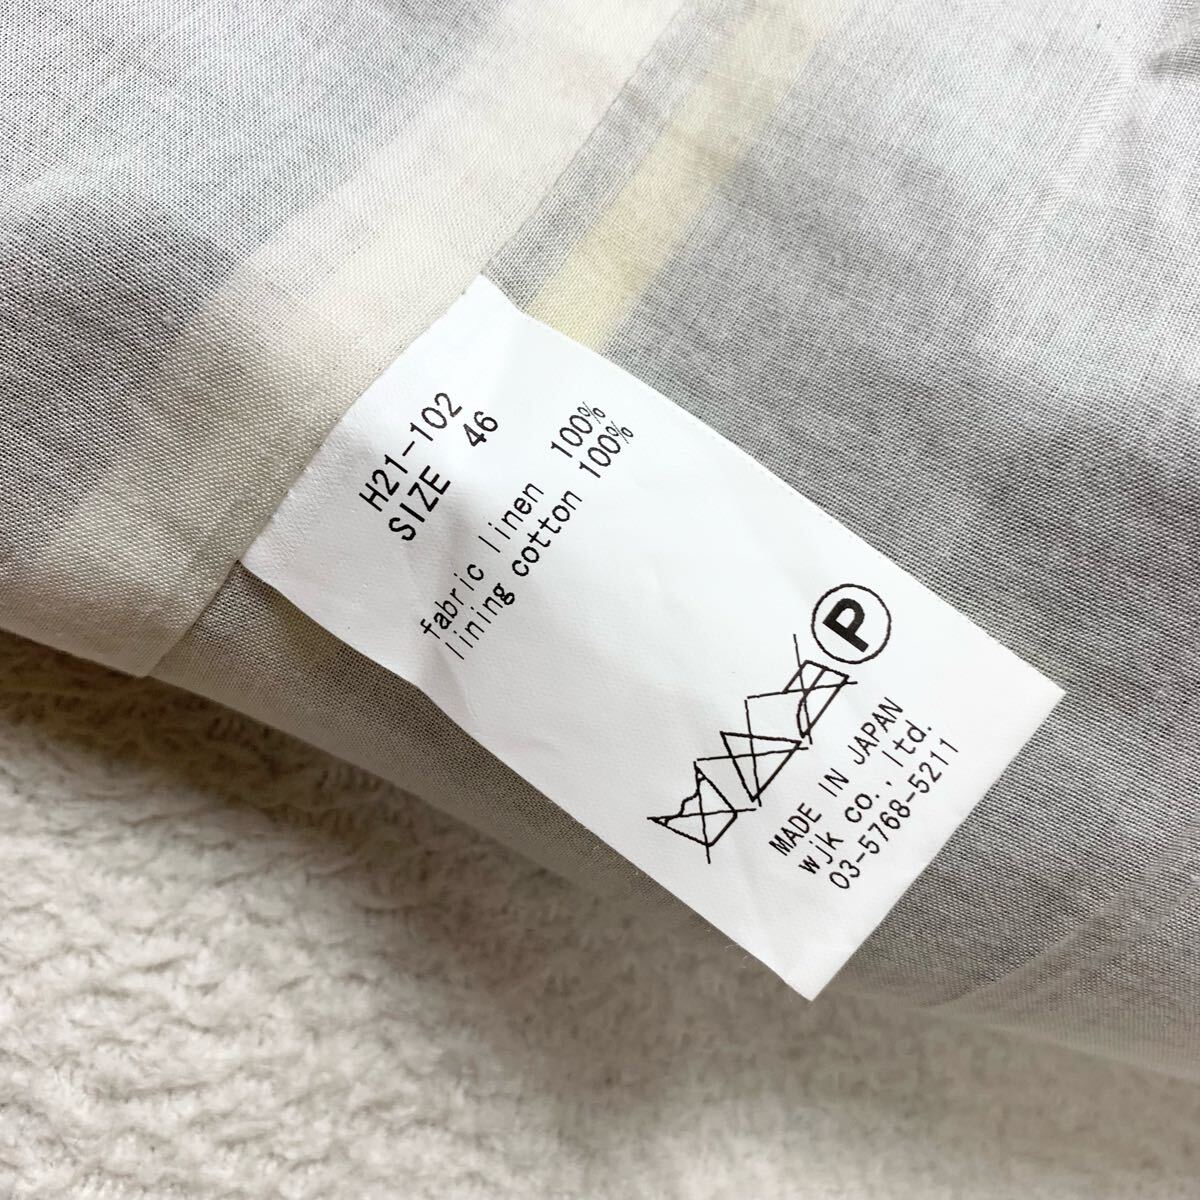 H21-102
SIZE 46
fabric linen 100%
lining cotton 100%
P
MADE IN JAPAN
wjk co., ltd.
03-5768-5211